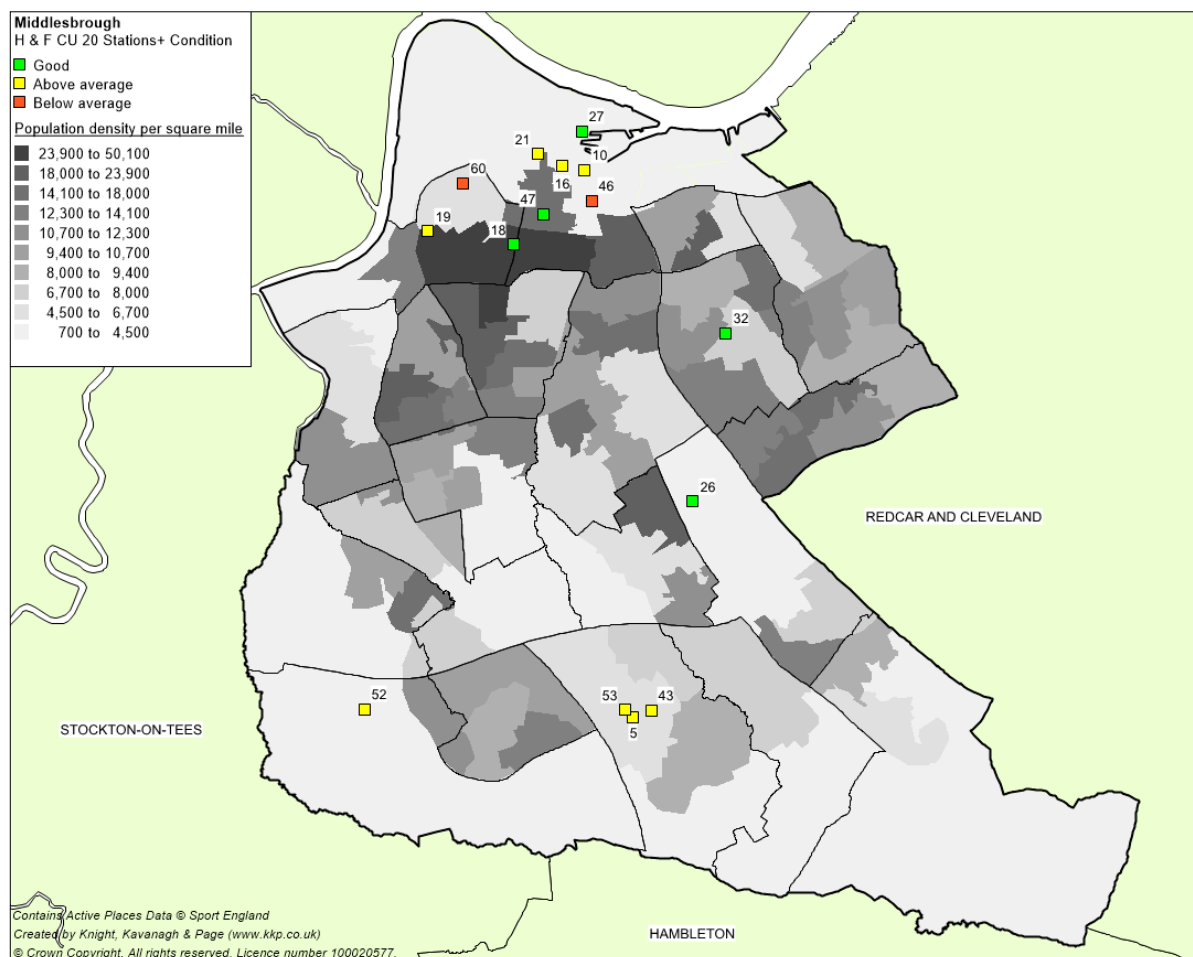 Middlesbrough
H & F CU 20 Stations+ Condition
Good
Above average
Below average
Population density per square mile
23,900 to 50,100
18,000 to 23,900
14,100 to 18,000
12,300 to 14,100
10,700 to 12,300
9,400 to 10,700
8,000 to 9,400
6,700 to 8,000
4,500 to 6,700
700 to 4,500
27
21
10
60
16
46
47
19
18
32
26
REDCAR AND CLEVELAND
52
53
43
5
STOCKTON-ON-TEES
HAMBLETON
Contains Active Places Data © Sport England
Created by Knight, Kavanagh & Page (www.kkp.co.uk)
© Crown Copyright. All rights reserved. Licence number 100020577.